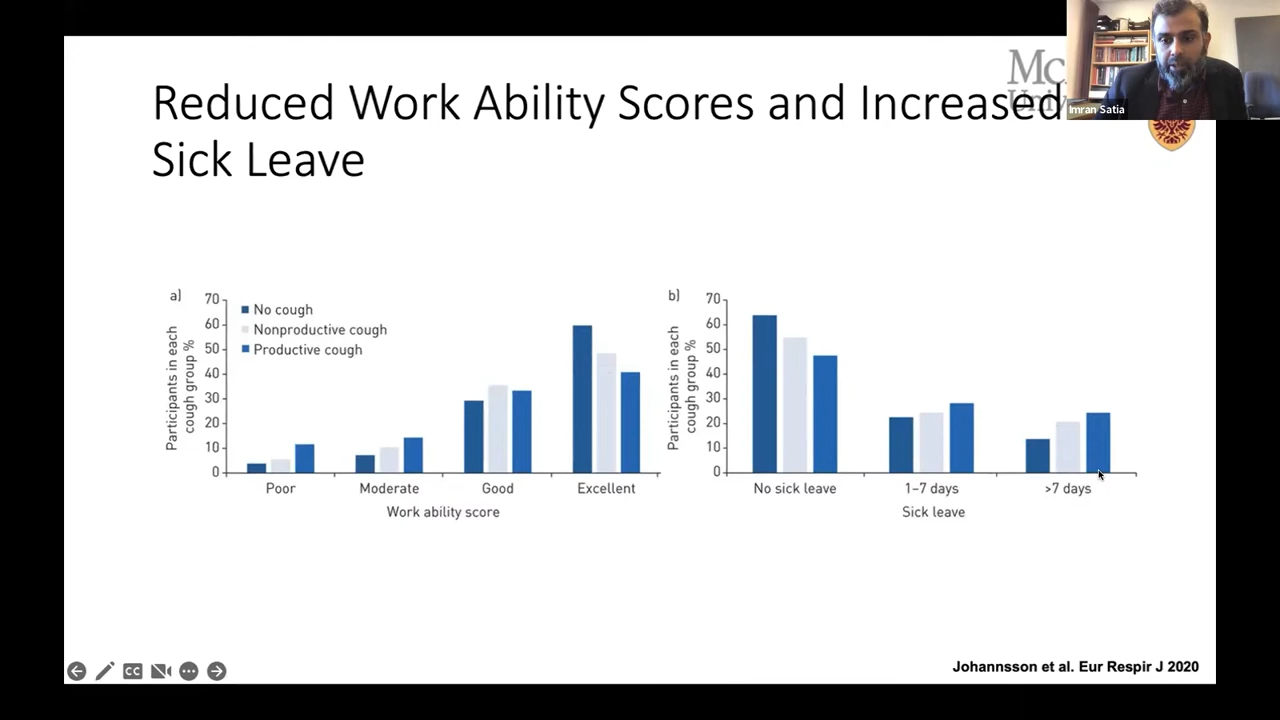 Reduced Work Ability Scores and Increased
Sick Leave
Imran Satia
a)
Participants in each
cough group %
70
60
50
40
30
20
10
0
No cough
Nonproductive cough
Productive cough
Poor
Moderate
Good
Excellent
Work ability score
b)
Participants in each
cough group %
70
60
50
40
30
20
10
0
No sick leave
1–7 days
>7 days
Sick leave
CC
Johannsson et al. Eur Respir J 2020